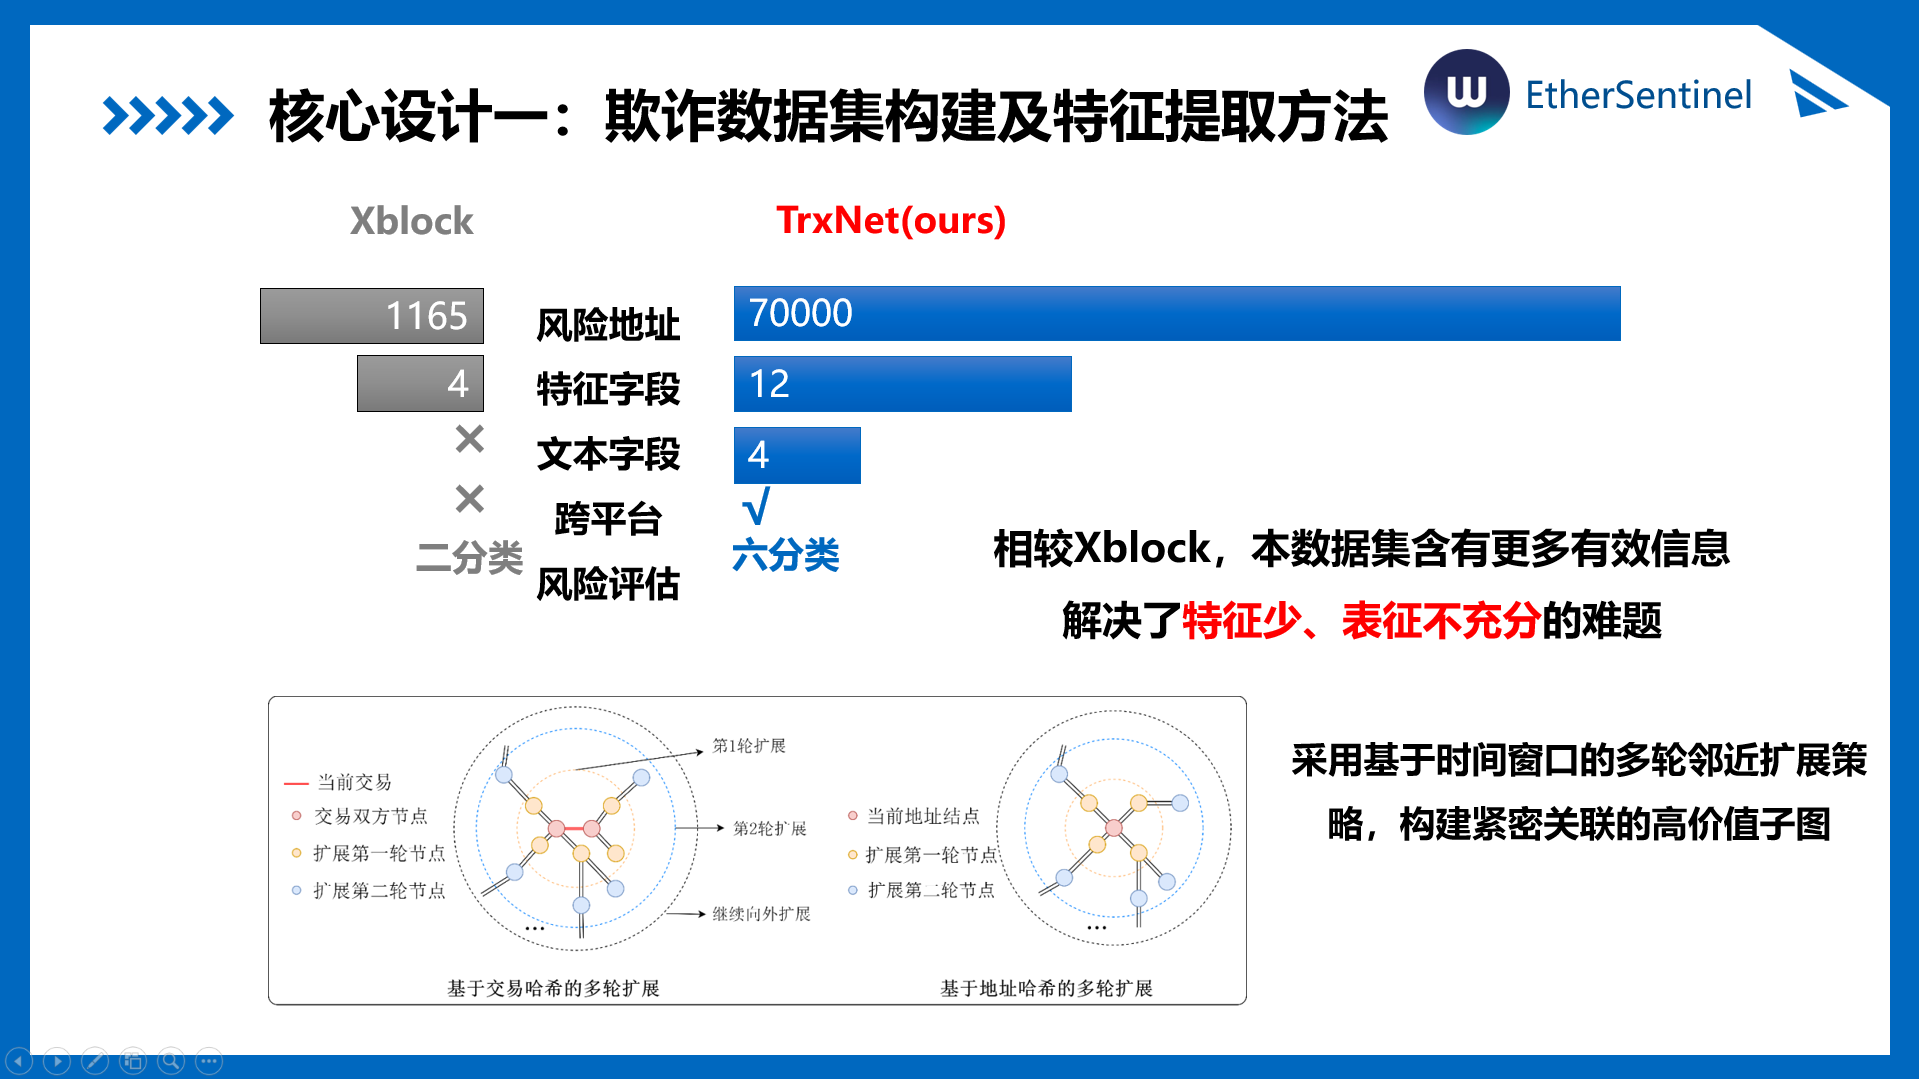 核心设计一：欺诈数据集构建及特征提取方法
W EtherSentinel
Xblock
TrxNet(ours)
1165 风险地址 70000
4 特征字段 12
× 文本字段 4
× 跨平台 √
二分类 风险评估 六分类
相较Xblock，本数据集含有更多有效信息
解决了特征少、表征不充分的难题
当前交易
交易双方节点
扩展第一轮节点
扩展第二轮节点
第1轮扩展
第2轮扩展
继续向外扩展
...
基于交易哈希的多轮扩展
当前地址结点
扩展第一轮节点
扩展第二轮节点
...
基于地址哈希的多轮扩展
采用基于时间窗口的多轮邻近扩展策
略，构建紧密关联的高价值子图